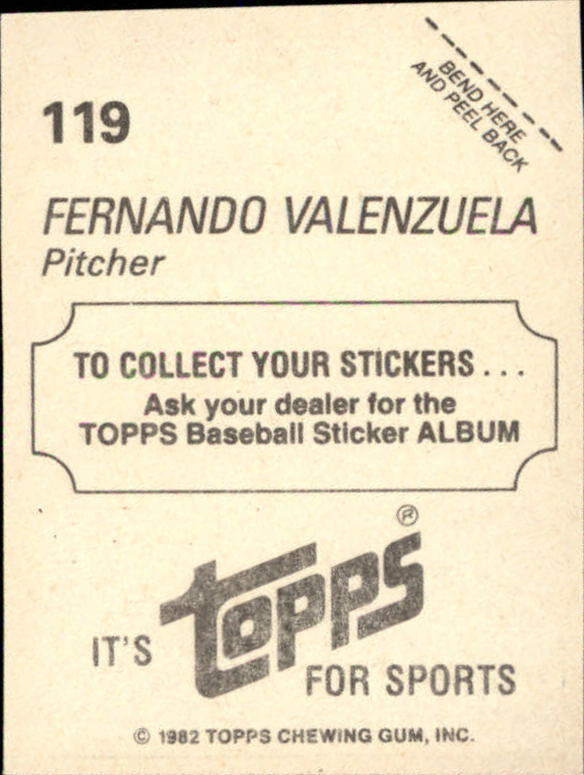 BEND HERE
AND PEEL BACK
119
FERNANDO VALENZUELA
Pitcher
TO COLLECT YOUR STICKERS...
Ask your dealer for the
TOPPS Baseball Sticker ALBUM
®
IT'S topps
FOR SPORTS
© 1982 TOPPS CHEWING GUM, INC.